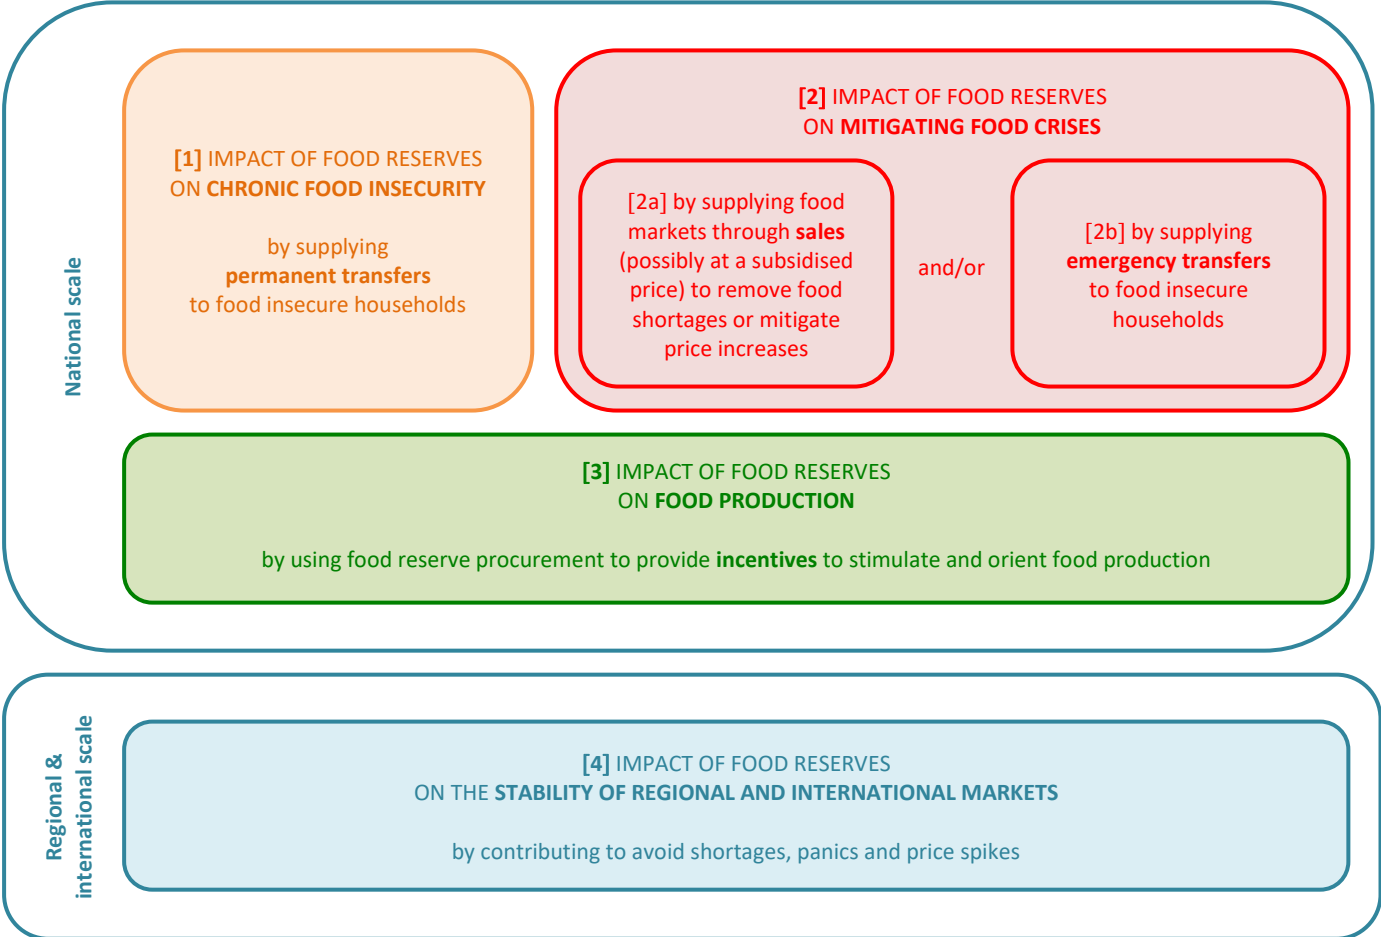 National scale
[1] IMPACT OF FOOD RESERVES
ON CHRONIC FOOD INSECURITY
by supplying
permanent transfers
to food insecure households
[2] IMPACT OF FOOD RESERVES
ON MITIGATING FOOD CRISES
[2a] by supplying food
markets through sales
(possibly at a subsidised
price) to remove food
shortages or mitigate
price increases
and/or
[2b] by supplying
emergency transfers
to food insecure
households
[3] IMPACT OF FOOD RESERVES
ON FOOD PRODUCTION
by using food reserve procurement to provide incentives to stimulate and orient food production
Regional &
international scale
[4] IMPACT OF FOOD RESERVES
ON THE STABILITY OF REGIONAL AND INTERNATIONAL MARKETS
by contributing to avoid shortages, panics and price spikes